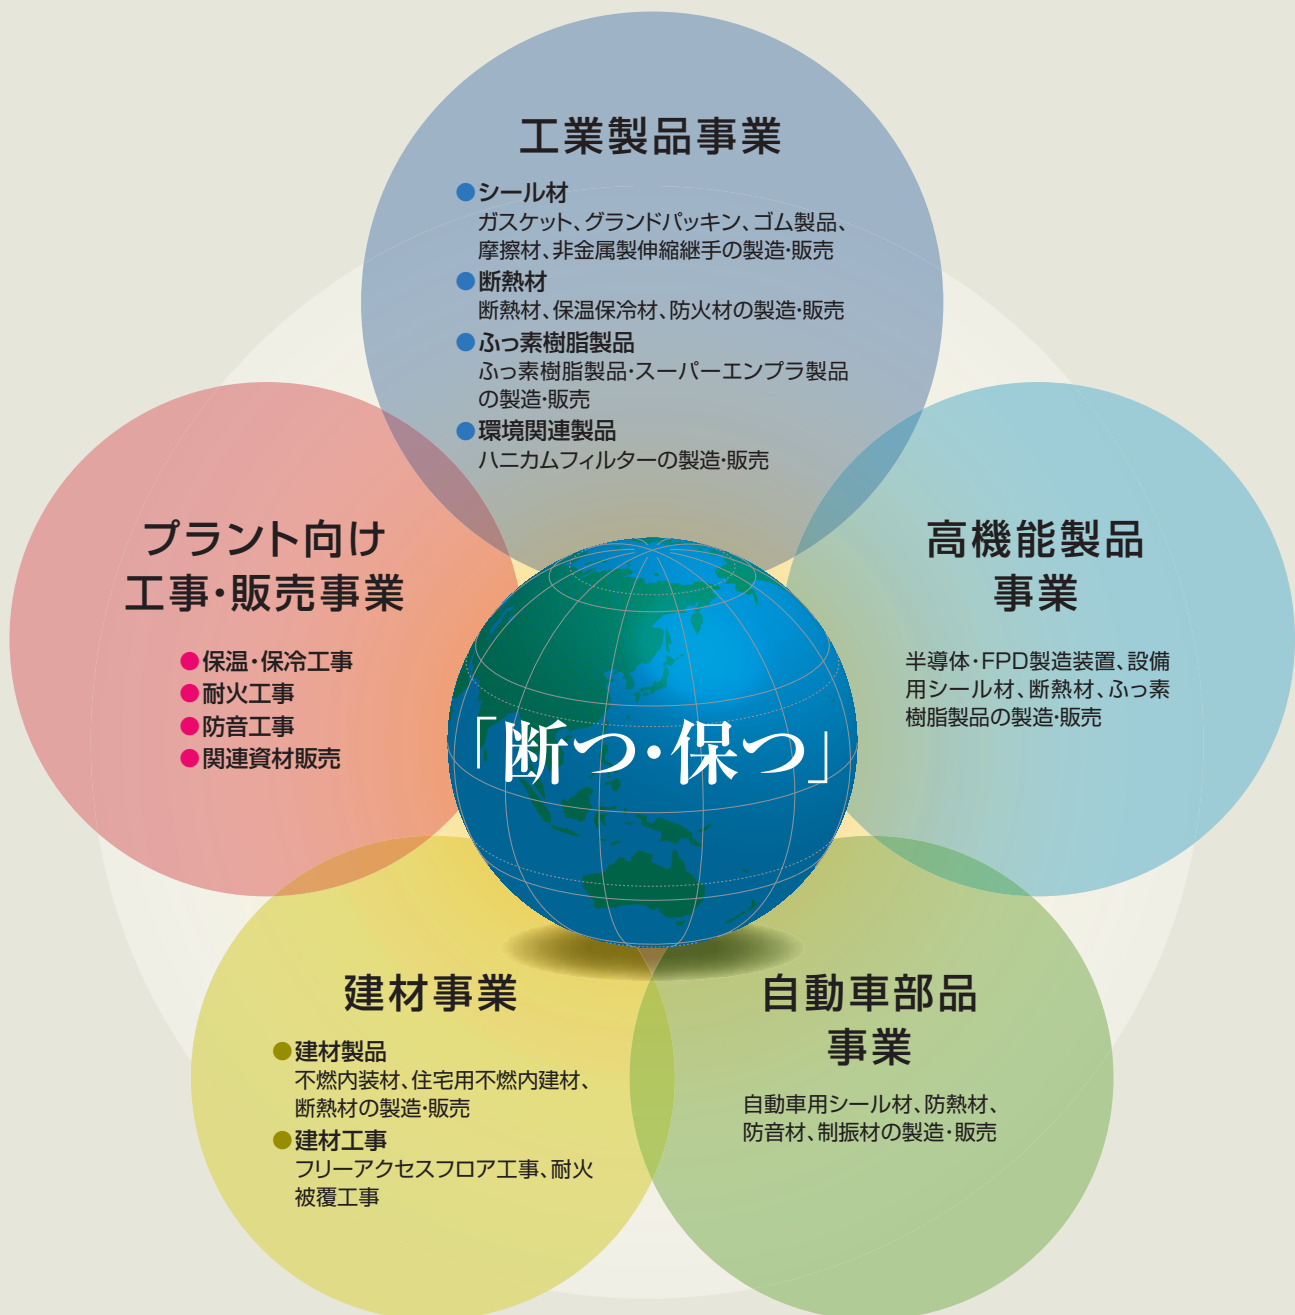 工業製品事業
●シール材
ガスケット、グランドパッキン、ゴム製品、
摩擦材、非金属製伸縮継手の製造・販売
●断熱材
断熱材、保温保冷材、防火材の製造・販売
●ふっ素樹脂製品
ふっ素樹脂製品・スーパーエンプラ製品
の製造・販売
●環境関連製品
ハニカムフィルターの製造・販売
プラント向け
工事・販売事業
●保温・保冷工事
●耐火工事
●防音工事
●関連資材販売
高機能製品
事業
半導体・FPD製造装置、設備
用シール材、断熱材、ふっ素
樹脂製品の製造・販売
「断つ・保つ」
建材事業
●建材製品
不燃内装材、住宅用不燃内建材、
断熱材の製造・販売
●建材工事
フリーアクセスフロア工事、耐火
被覆工事
自動車部品
事業
自動車用シール材、防熱材、
防音材、制振材の製造・販売